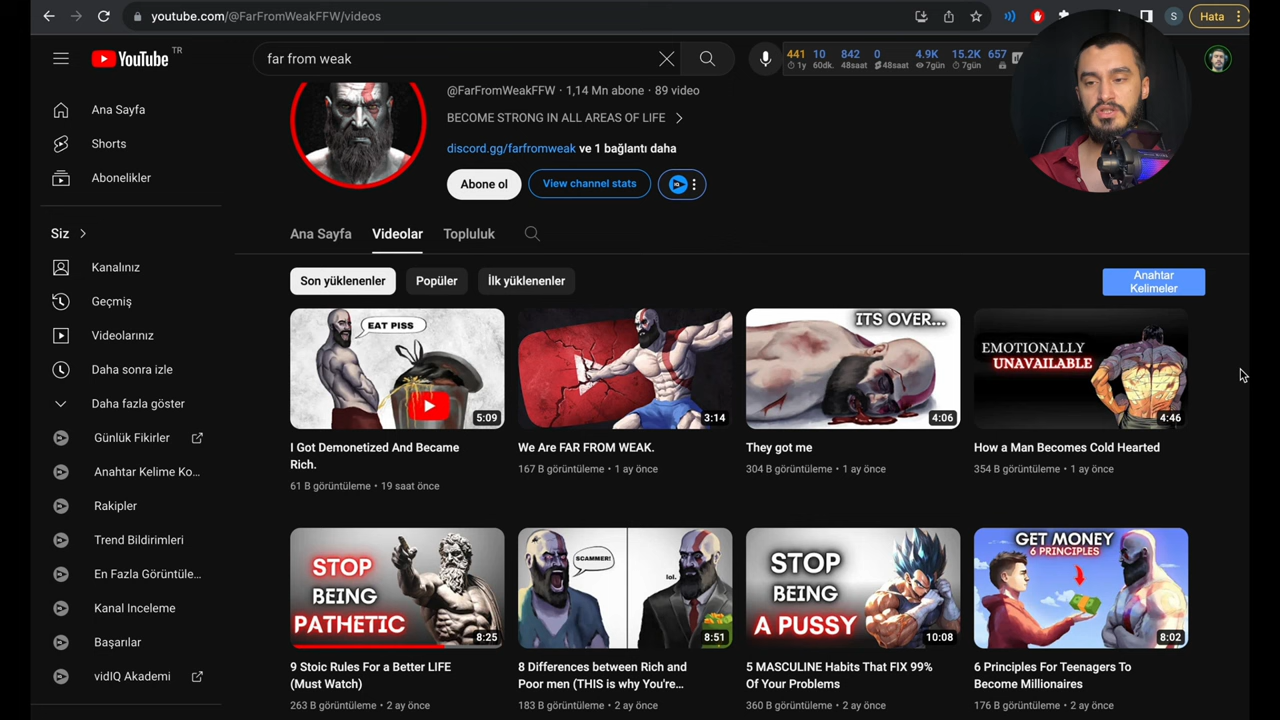 youtube.com/@FarFromWeakFFW/videos
S
Hata
YouTube TR
far from weak
441 10 842 0 4.9K 15.2K 657
1y 60dk. 48saat 48saat 7gün 7gün
@FarFromWeakFFW · 1,14 Mn abone · 89 video
BECOME STRONG IN ALL AREAS OF LIFE
discord.gg/farfromweak ve 1 bağlantı daha
Abone ol
View channel stats
Ana Sayfa
Shorts
Abonelikler
Siz
Kanalınız
Geçmiş
Videolarınız
Daha sonra izle
Daha fazla göster
Günlük Fikirler
Anahtar Kelime Ko...
Rakipler
Trend Bildirimleri
En Fazla Görüntüle...
Kanal Inceleme
Başarılar
vidIQ Akademi
Ana Sayfa Videolar Topluluk
Son yüklenenler Popüler İlk yüklenenler
Anahtar
Kelimeler
EAT PISS
5:09
I Got Demonetized And Became
Rich.
61 B görüntüleme • 19 saat önce
3:14
We Are FAR FROM WEAK.
167 B görüntüleme • 1 ay önce
ITS OVER...
4:06
They got me
304 B görüntüleme • 1 ay önce
EMOTIONALLY
UNAVAILABLE
4:46
How a Man Becomes Cold Hearted
354 B görüntüleme • 1 ay önce
STOP
BEING
PATHETIC
8:25
9 Stoic Rules For a Better LIFE
(Must Watch)
263 B görüntüleme • 2 ay önce
SCAMMER!
lol.
8:51
8 Differences between Rich and
Poor men (THIS is why You're...
183 B görüntüleme • 2 ay önce
STOP
BEING
A PUSSY
10:08
5 MASCULINE Habits That FIX 99%
Of Your Problems
360 B görüntüleme • 2 ay önce
GET MONEY
6 PRINCIPLES
8:02
6 Principles For Teenagers To
Become Millionaires
176 B görüntüleme • 2 ay önce